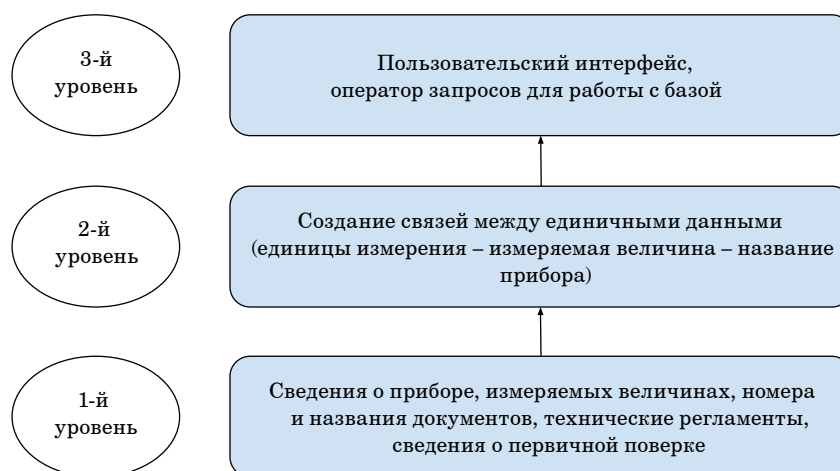 3-й
уровень
Пользовательский интерфейс,
оператор запросов для работы с базой
2-й
уровень
Создание связей между единичными данными
(единицы измерения – измеряемая величина – название
прибора)
1-й
уровень
Сведения о приборе, измеряемых величинах, номера
и названия документов, технические регламенты,
сведения о первичной поверке